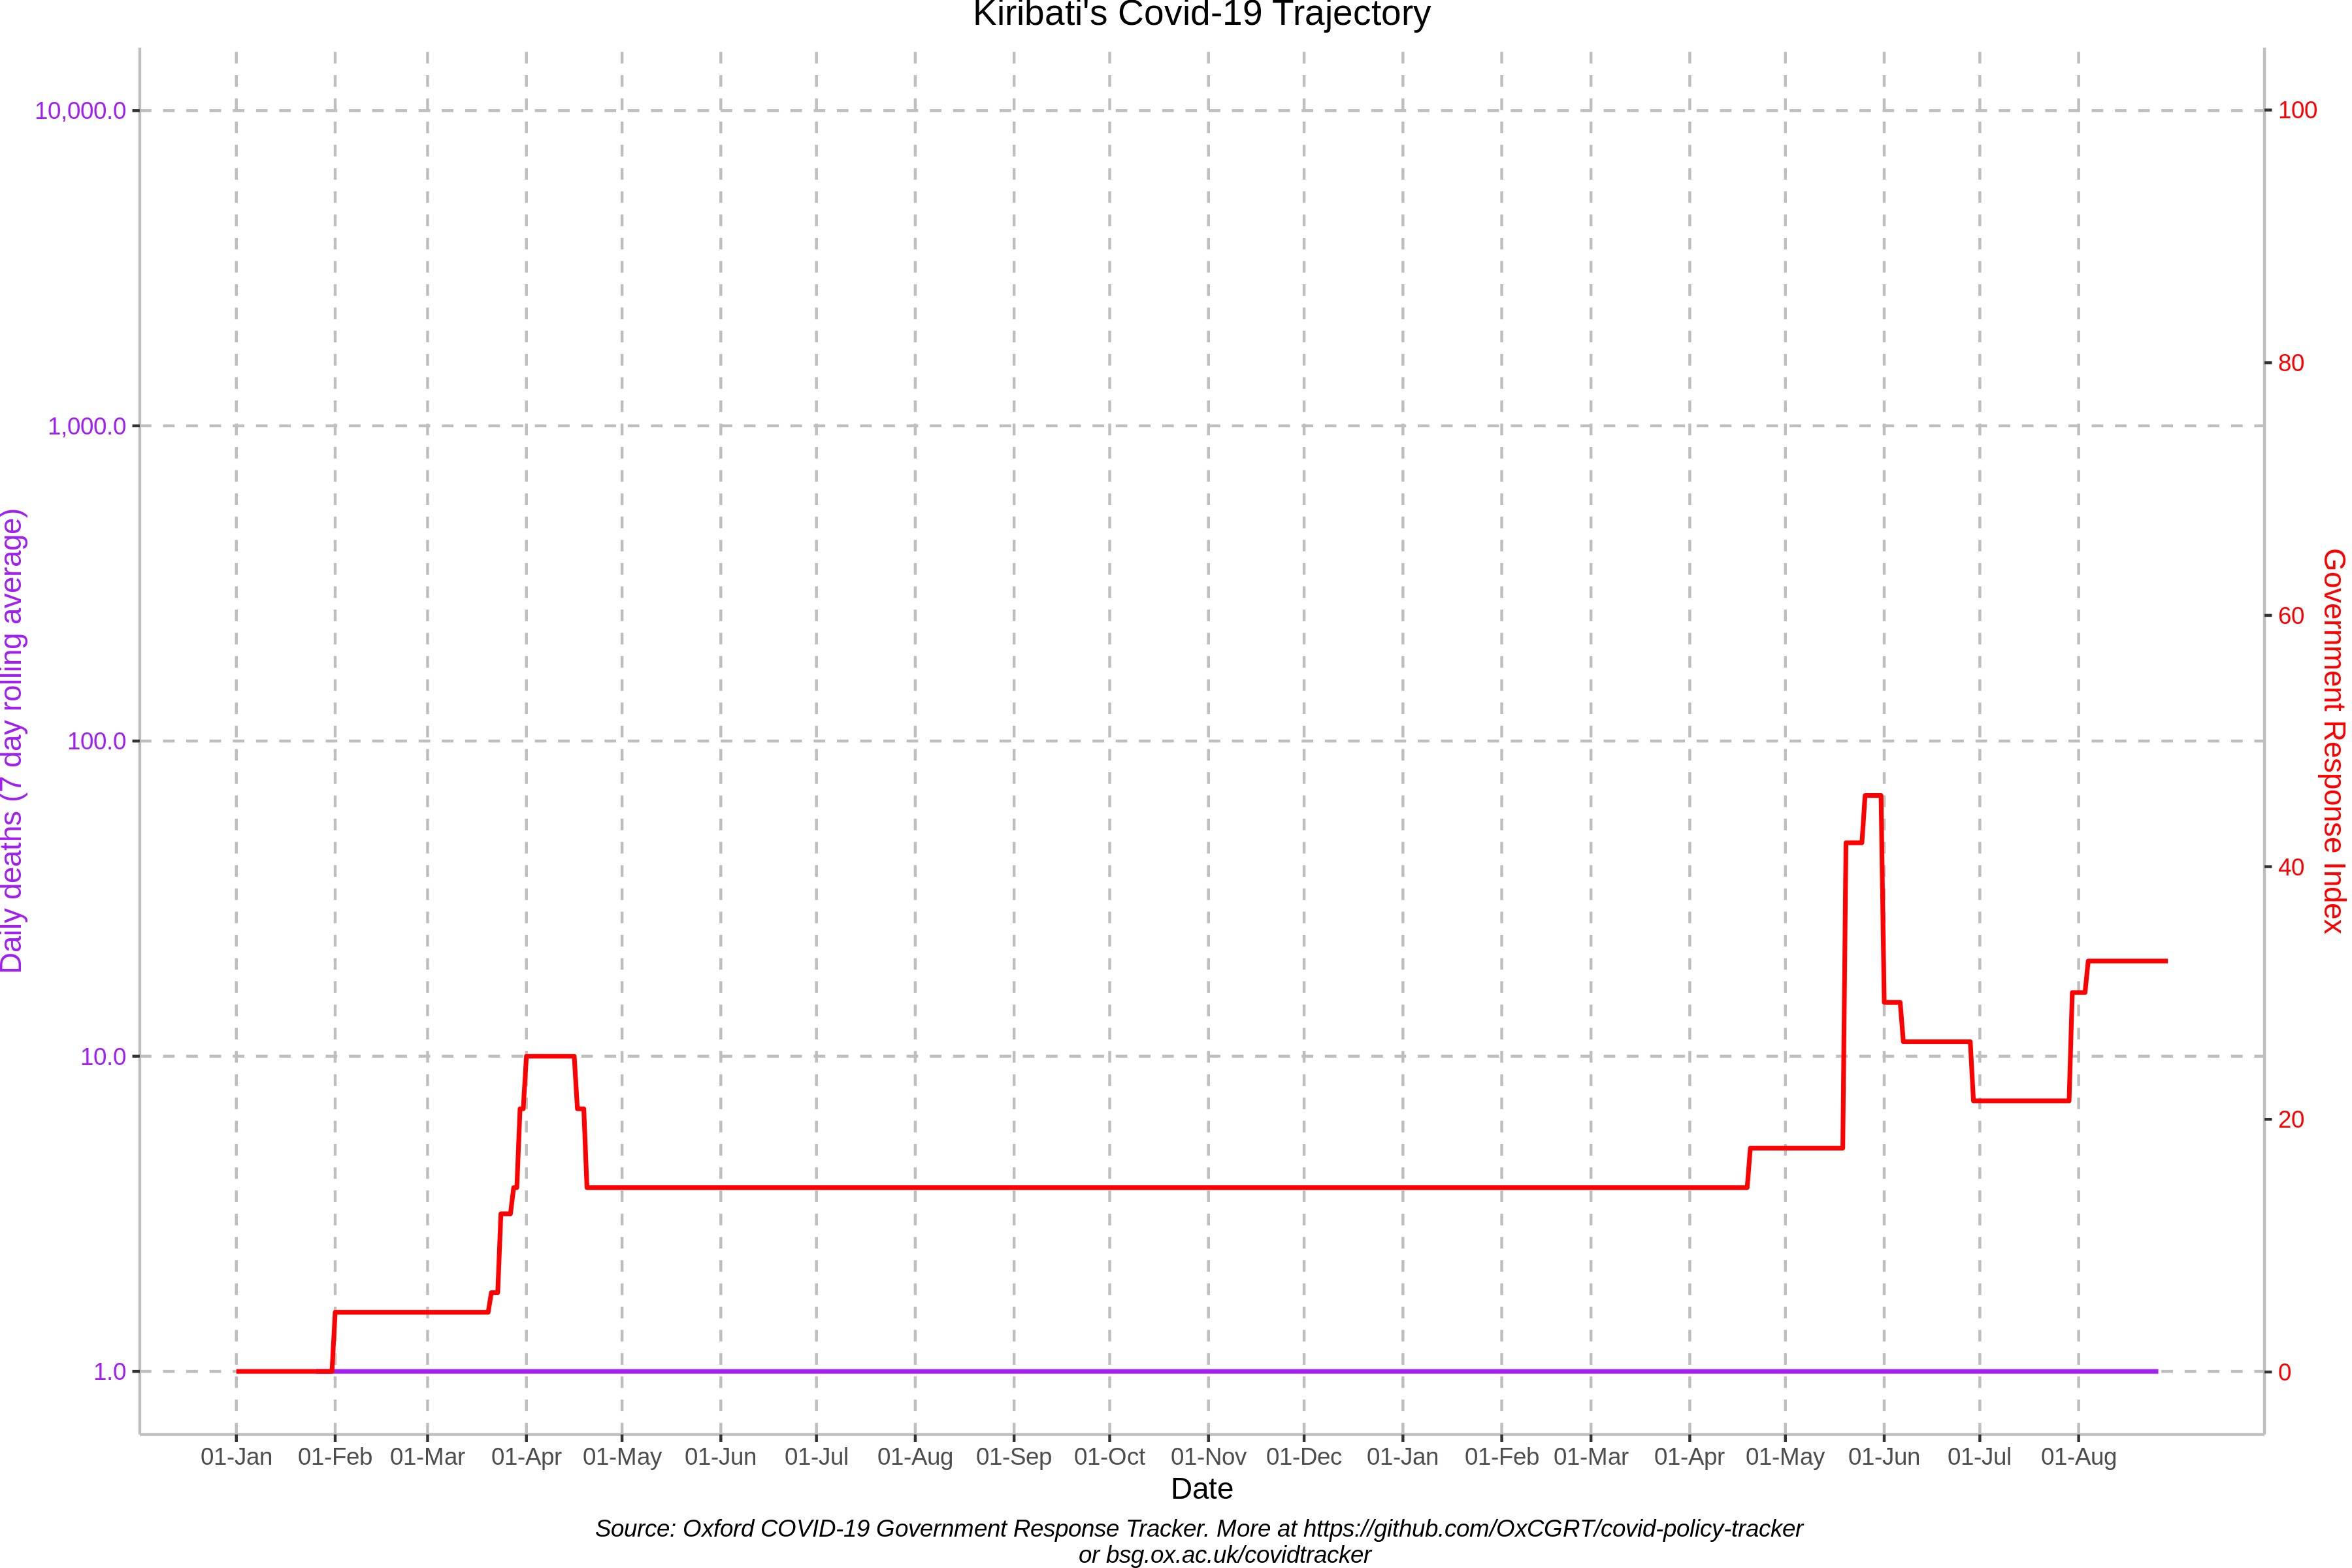 Kiribati's Covid-19 Trajectory
10,000.0
1,000.0
100.0
10.0
1.0
Daily deaths (7 day rolling average)
100
80
60
40
20
0
Government Response Index
01-Jan 01-Feb 01-Mar 01-Apr 01-May 01-Jun 01-Jul 01-Aug 01-Sep 01-Oct 01-Nov 01-Dec 01-Jan 01-Feb 01-Mar 01-Apr 01-May 01-Jun 01-Jul 01-Aug
Date
Source: Oxford COVID-19 Government Response Tracker. More at https://github.com/OxCGRT/covid-policy-tracker
or bsg.ox.ac.uk/covidtracker